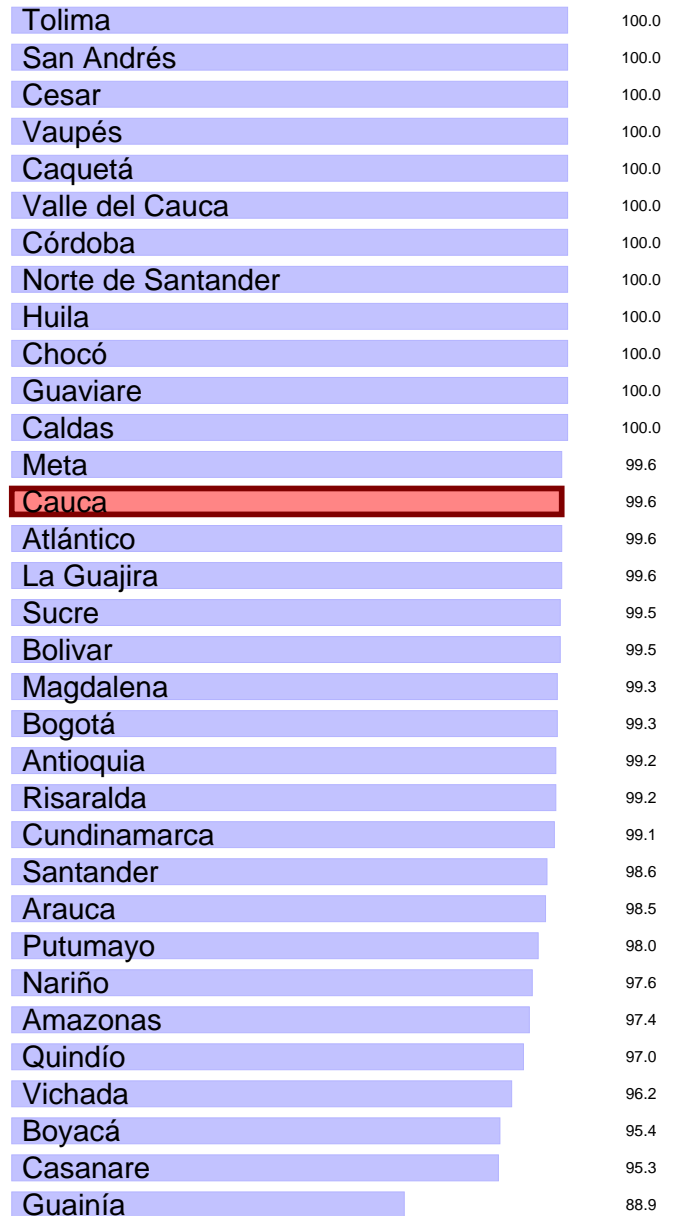 Tolima 100.0
San Andrés 100.0
Cesar 100.0
Vaupés 100.0
Caquetá 100.0
Valle del Cauca 100.0
Córdoba 100.0
Norte de Santander 100.0
Huila 100.0
Chocó 100.0
Guaviare 100.0
Caldas 100.0
Meta 99.6
Cauca 99.6
Atlántico 99.6
La Guajira 99.6
Sucre 99.5
Bolivar 99.5
Magdalena 99.3
Bogotá 99.3
Antioquia 99.2
Risaralda 99.2
Cundinamarca 99.1
Santander 98.6
Arauca 98.5
Putumayo 98.0
Nariño 97.6
Amazonas 97.4
Quindío 97.0
Vichada 96.2
Boyacá 95.4
Casanare 95.3
Guainía 88.9